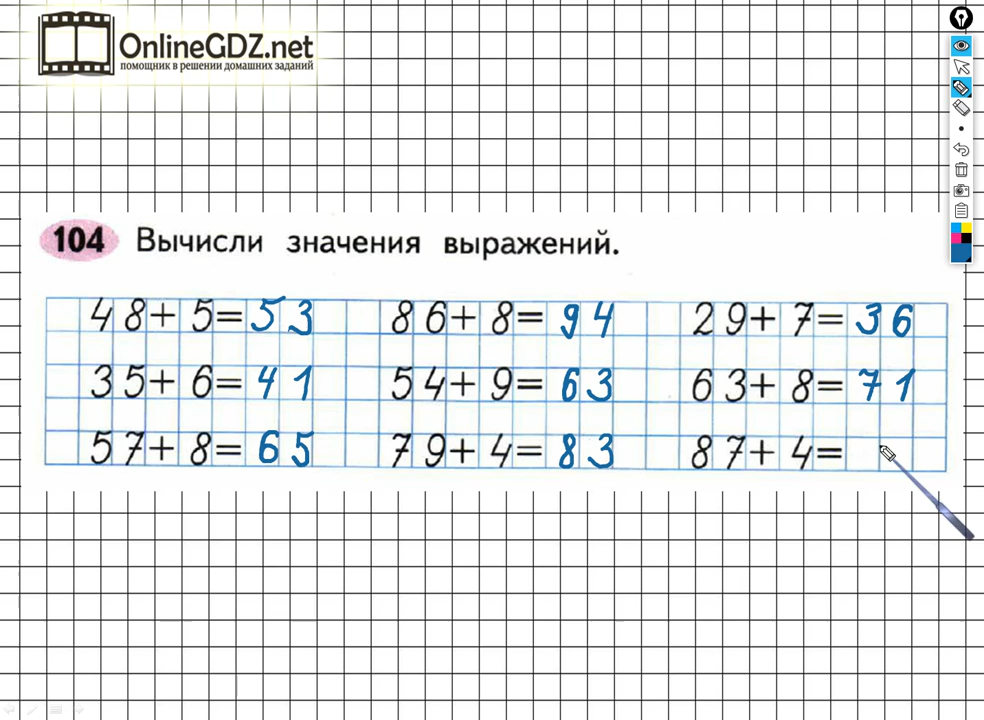 OnlineGDZ.net
помощник в решении домашних заданий
104 Вычисли значения выражений.
48+5=53 86+8=94 29+7=36
35+6=41 54+9=63 63+8=71
57+8=65 79+4=83 87+4=